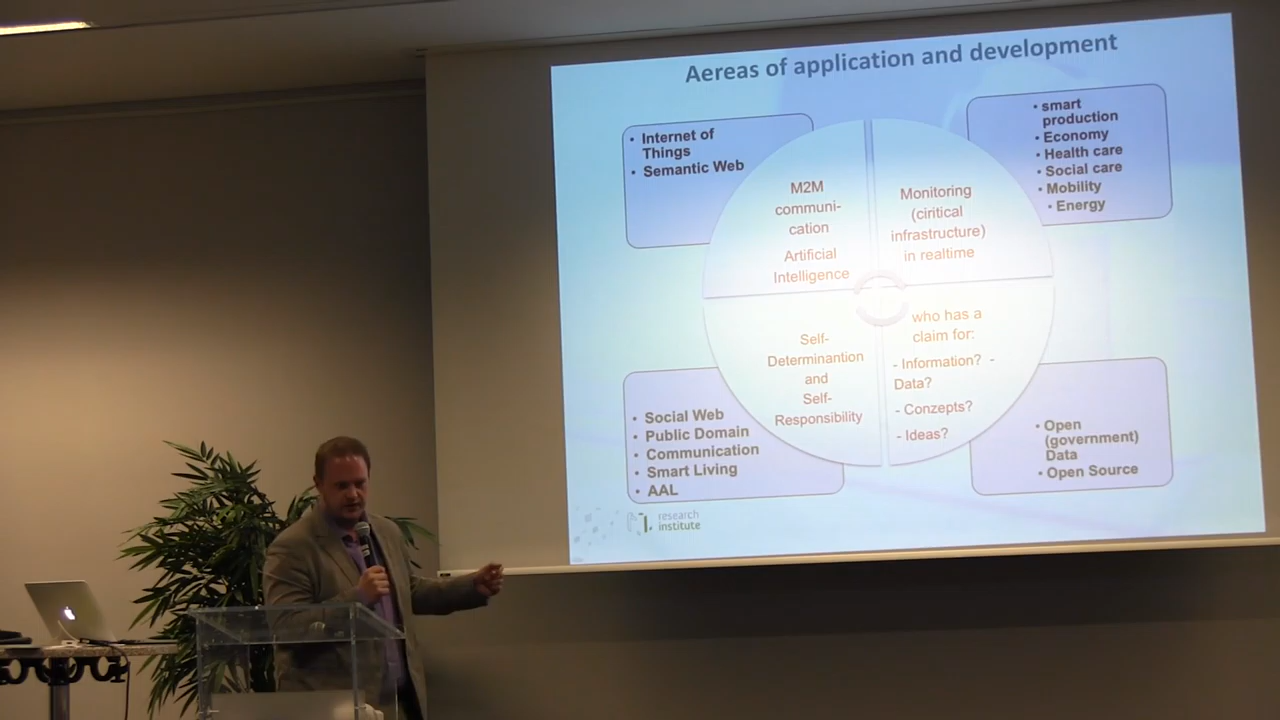 Aereas of application and development
• Internet of
Things
• Semantic Web
• smart
production
• Economy
• Health care
• Social care
• Mobility
• Energy
M2M
communi-
cation
Artificial
Intelligence
Monitoring
(ciritical
infrastructure)
in realtime
Self-
Determinantion
and
Self-
Responsibility
who has a
claim for:
- Information? -
Data?
- Conzepts?
- Ideas?
• Social Web
• Public Domain
• Communication
• Smart Living
• AAL
• Open
(government)
Data
• Open Source
research
institute